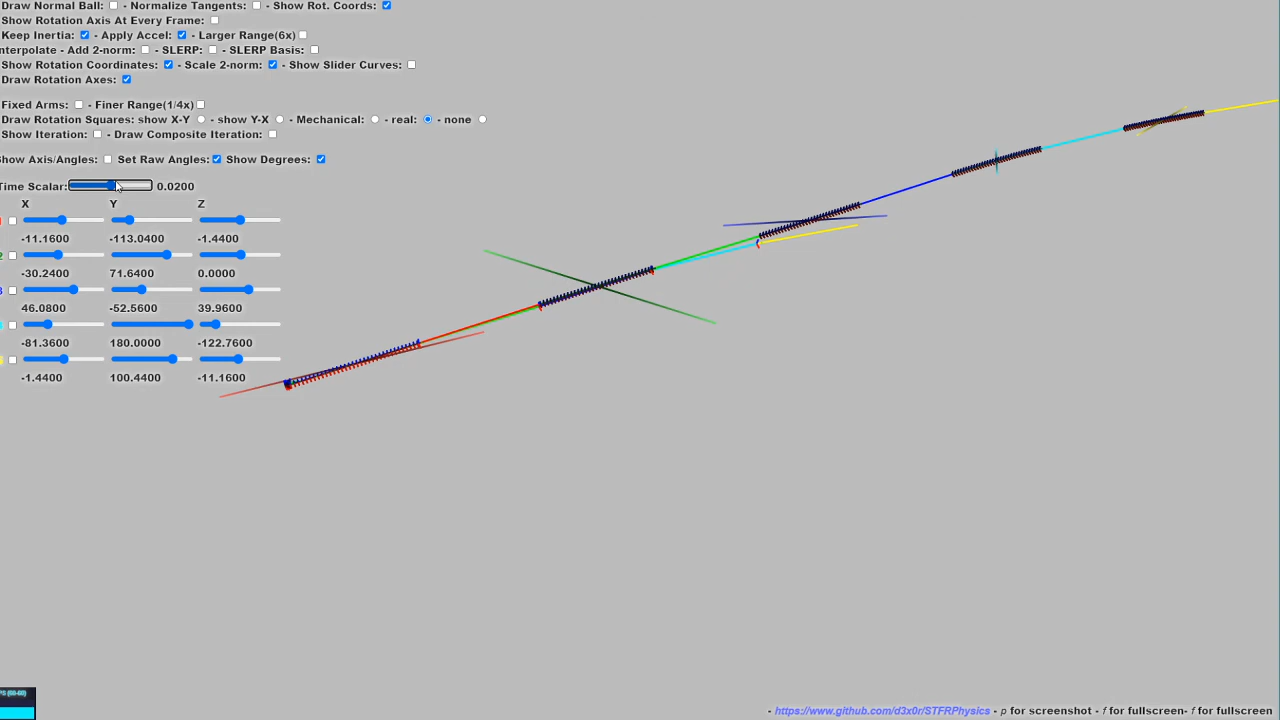 Draw Normal Ball: - Normalize Tangents: - Show Rot. Coords:
Show Rotation Axis At Every Frame:
Keep Inertia: - Apply Accel: - Larger Range(6x)
nterpolate - Add 2-norm: - SLERP: - SLERP Basis:
Show Rotation Coordinates: - Scale 2-norm: - Show Slider Curves:
Draw Rotation Axes:
Fixed Arms: - Finer Range(1/4x)
Draw Rotation Squares: show X-Y - show Y-X - Mechanical: - real: - none
Show Iteration: - Draw Composite Iteration:
Show Axis/Angles: Set Raw Angles: Show Degrees:
Time Scalar: 0.0200
X Y Z
-11.1600 -113.0400 -1.4400
2
-30.2400 71.6400 0.0000
3
46.0800 -52.5600 39.9600
-81.3600 180.0000 -122.7600
-1.4400 100.4400 -11.1600
- https://www.github.com/d3x0r/STFRPhysics - p for screenshot - f for fullscreen- f for fullscreen